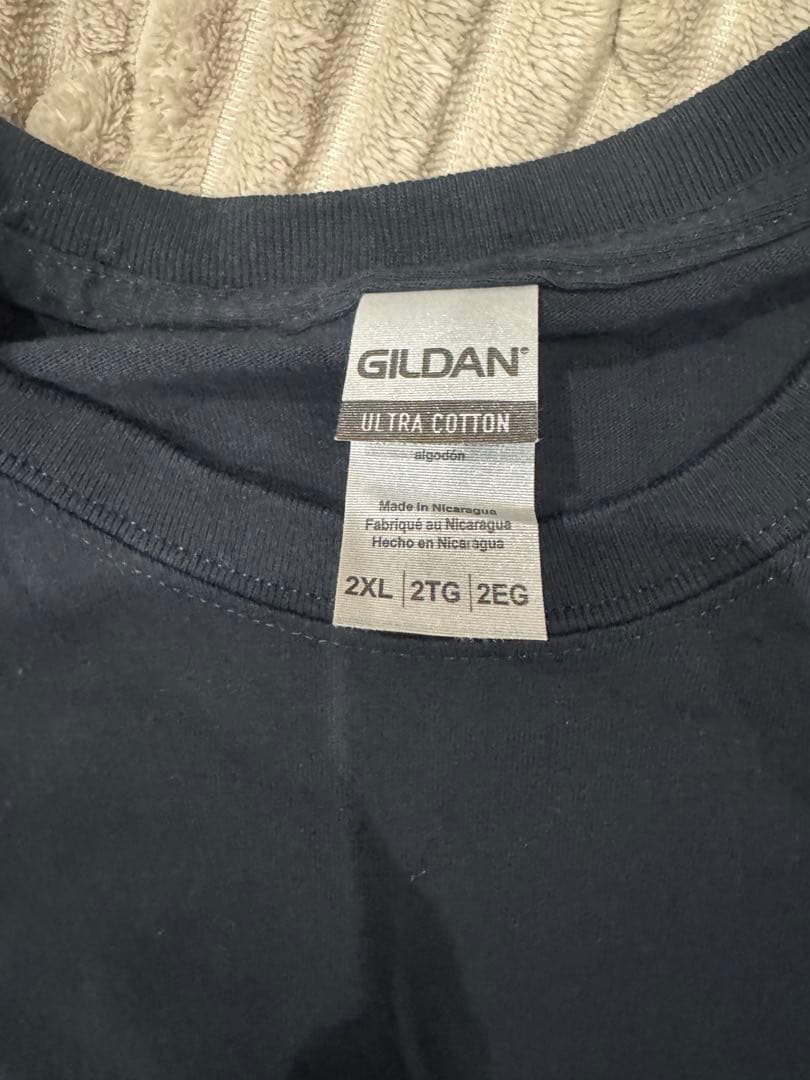 GILDAN®
ULTRA COTTON
algodón
Made in Nicaragua
Fabriqué au Nicaragua
Hecho en Nicaragua
2XL | 2TG | 2EG